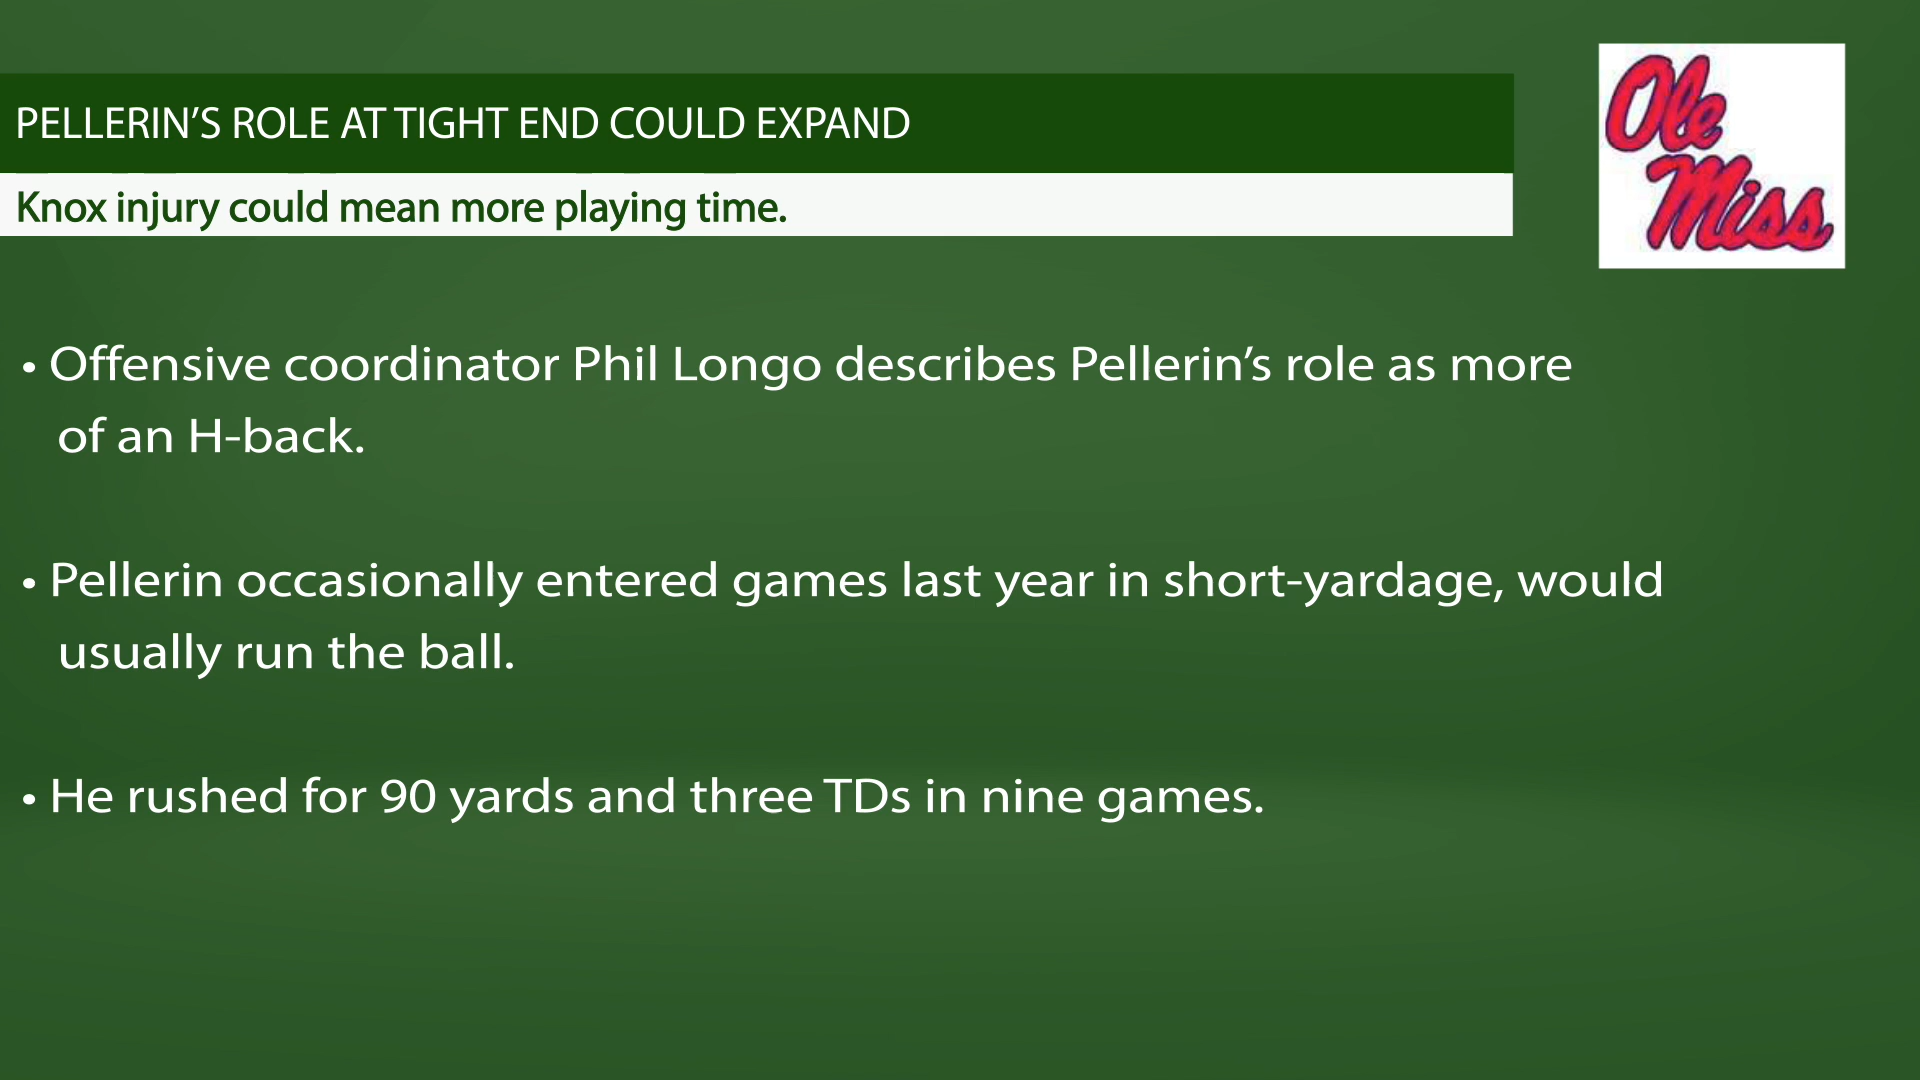 PELLERIN’S ROLE AT TIGHT END COULD EXPAND
Knox injury could mean more playing time.
Ole
Miss
• Offensive coordinator Phil Longo describes Pellerin’s role as more
of an H-back.
• Pellerin occasionally entered games last year in short-yardage, would
usually run the ball.
• He rushed for 90 yards and three TDs in nine games.